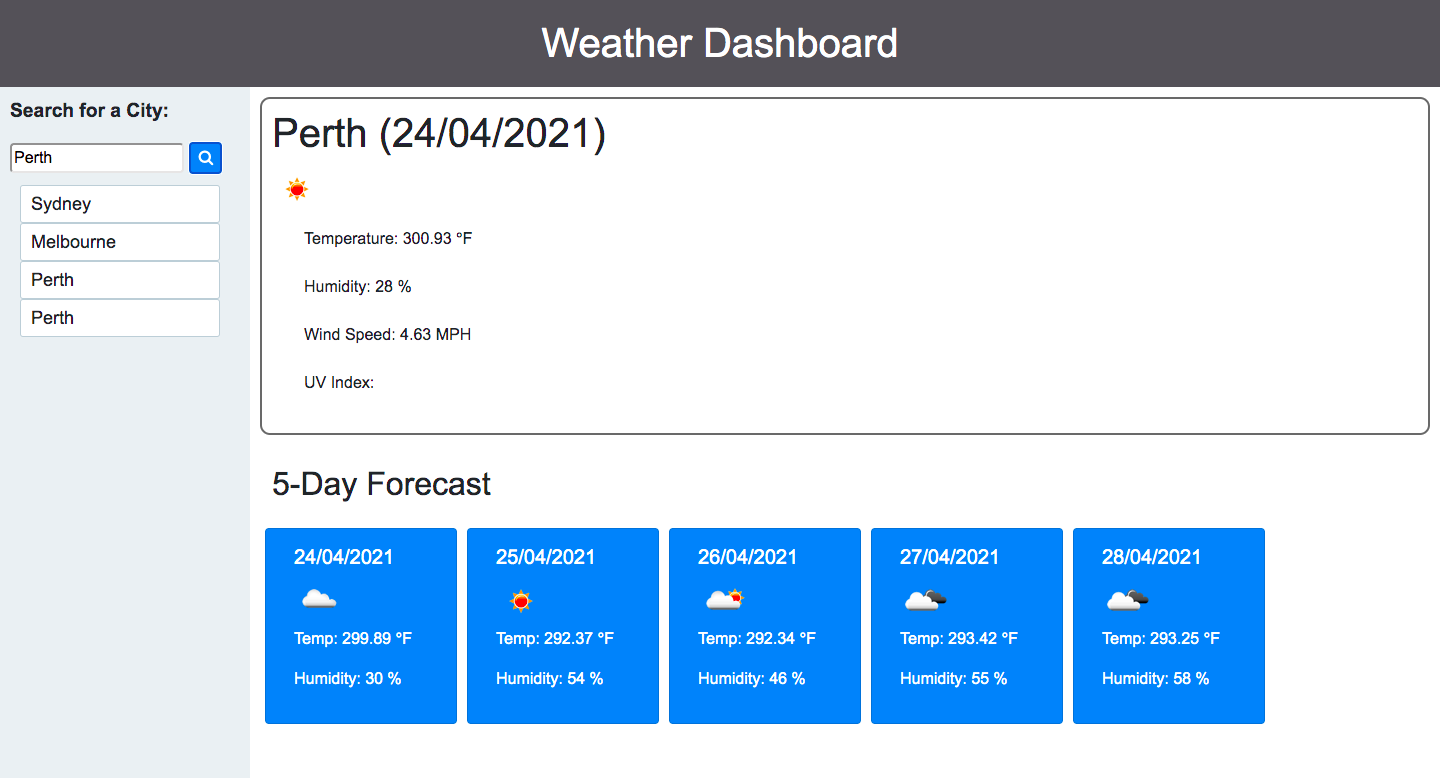 Weather Dashboard
Search for a City:
Perth
Sydney
Melbourne
Perth
Perth
Perth (24/04/2021)
Temperature: 300.93 °F
Humidity: 28 %
Wind Speed: 4.63 MPH
UV Index:
5-Day Forecast
24/04/2021
Temp: 299.89 °F
Humidity: 30 %
25/04/2021
Temp: 292.37 °F
Humidity: 54 %
26/04/2021
Temp: 292.34 °F
Humidity: 46 %
27/04/2021
Temp: 293.42 °F
Humidity: 55 %
28/04/2021
Temp: 293.25 °F
Humidity: 58 %